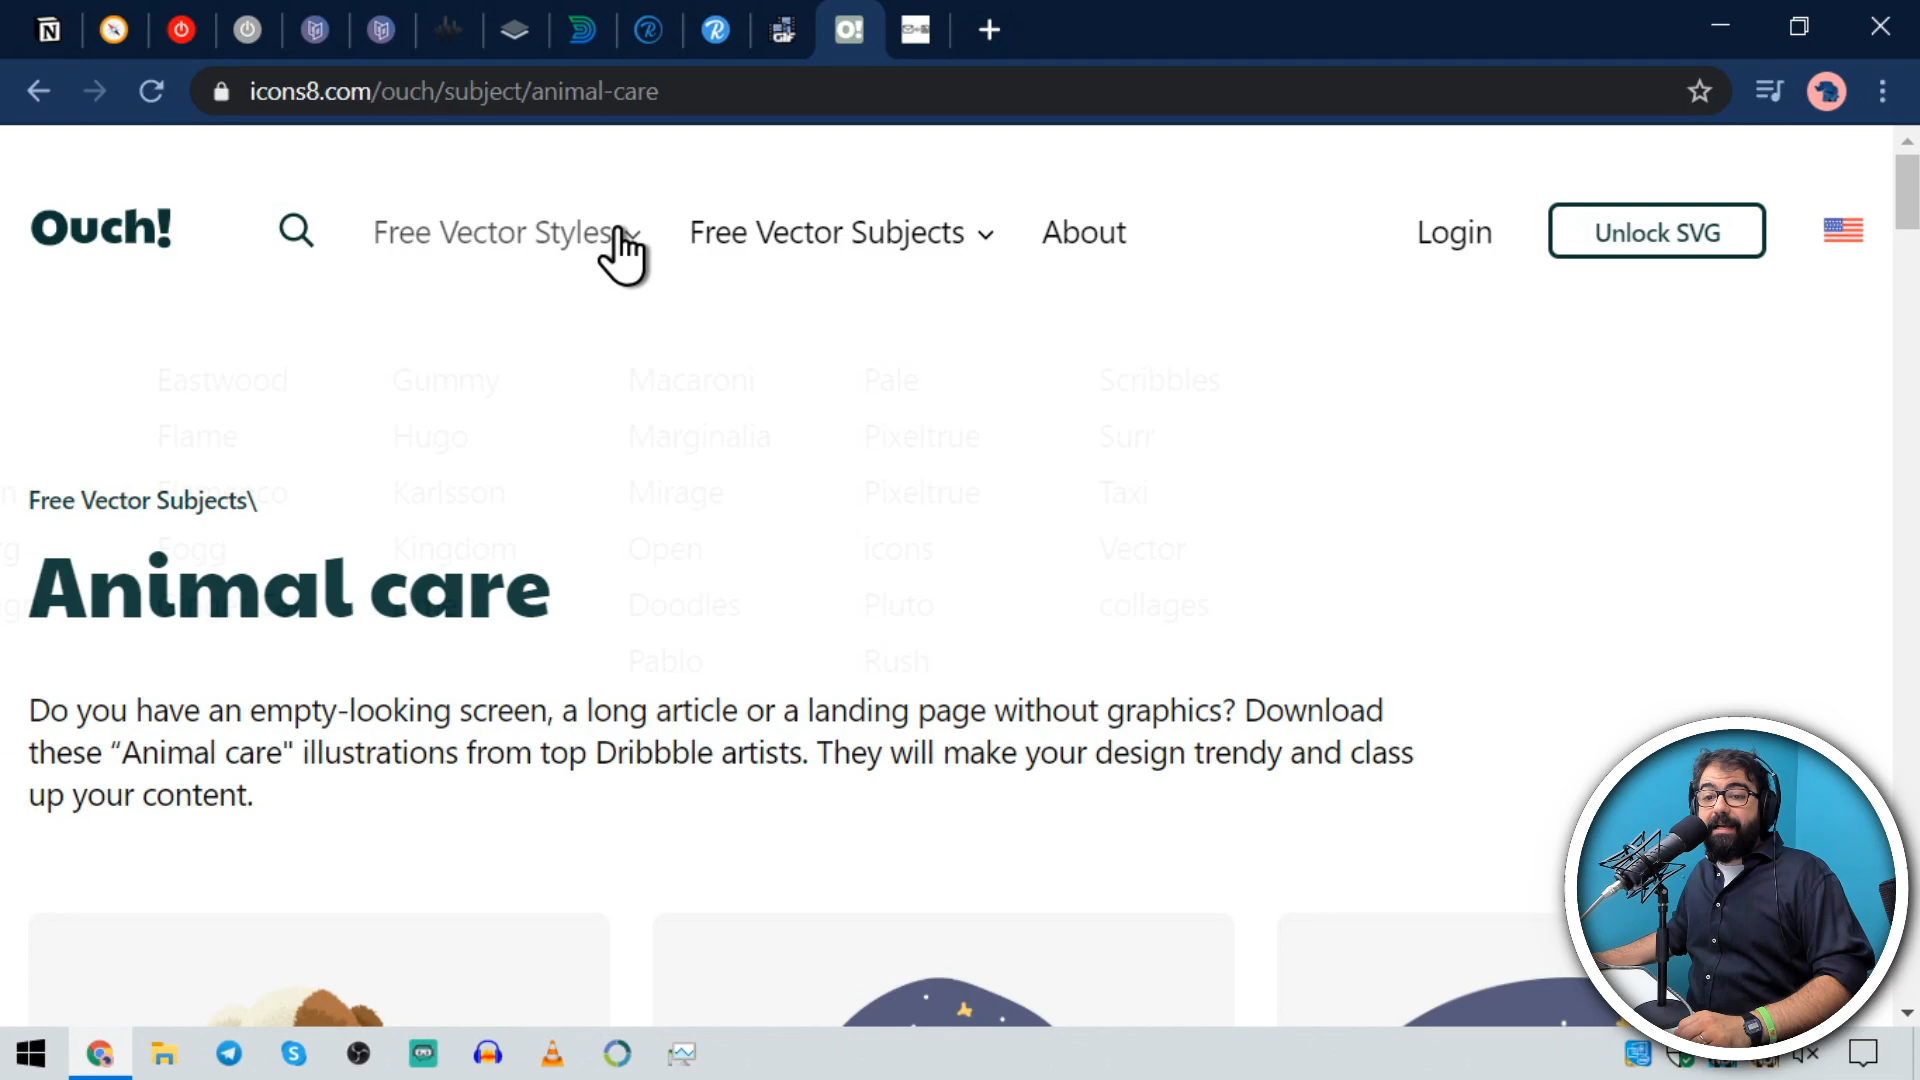 icons8.com/ouch/subject/animal-care
Ouch!
Free Vector Styles
Free Vector Subjects
About
Login
Unlock SVG
Eastwood
Gummy
Macaroni
Pale
Scribbles
Flame
Hugo
Marginalia
Pixeltrue
Surr
Free Vector Subjects\
Karlsson
Mirage
Pixeltrue
Taxi
Fogg
Kingdom
Open
icons
Vector
Animal care
Doodles
Pluto
collages
Pablo
Rush
Do you have an empty-looking screen, a long article or a landing page without graphics? Download
these “Animal care" illustrations from top Dribbble artists. They will make your design trendy and class
up your content.